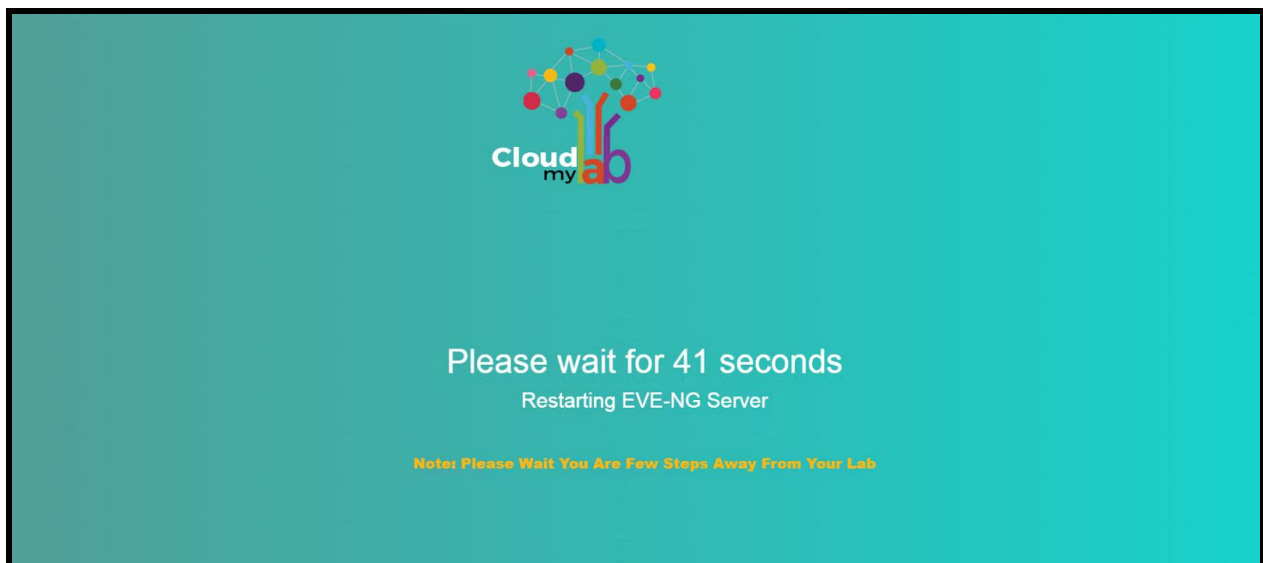 Cloud
my lab
Please wait for 41 seconds
Restarting EVE-NG Server
Note: Please Wait You Are Few Steps Away From Your Lab